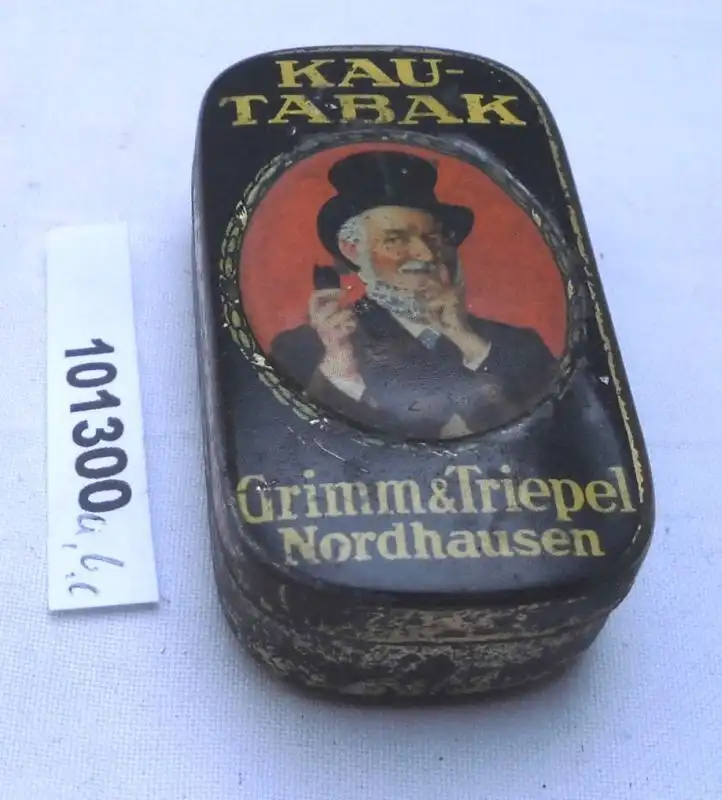 KAU-
TABAK
Grimm & Triepel
Nordhausen
101300
a, b, c